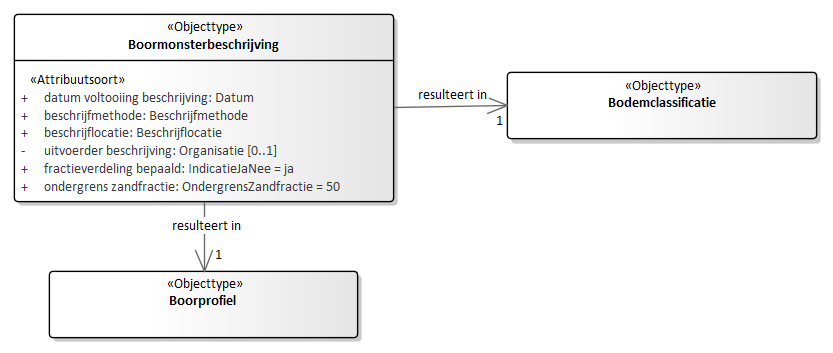 «Objecttype»
Boormonsterbeschrijving
«Attribuutsoort»
+ datum voltooiing beschrijving: Datum
+ beschrijfmethode: Beschrijfmethode
+ beschrijflocatie: Beschrijflocatie
- uitvoerder beschrijving: Organisatie [0..1]
+ fractieverdeling bepaald: IndicatieJaNee = ja
+ ondergrens zandfractie: OndergrensZandfractie = 50
resulteert in
1
«Objecttype»
Bodemclassificatie
resulteert in
1
«Objecttype»
Boorprofiel